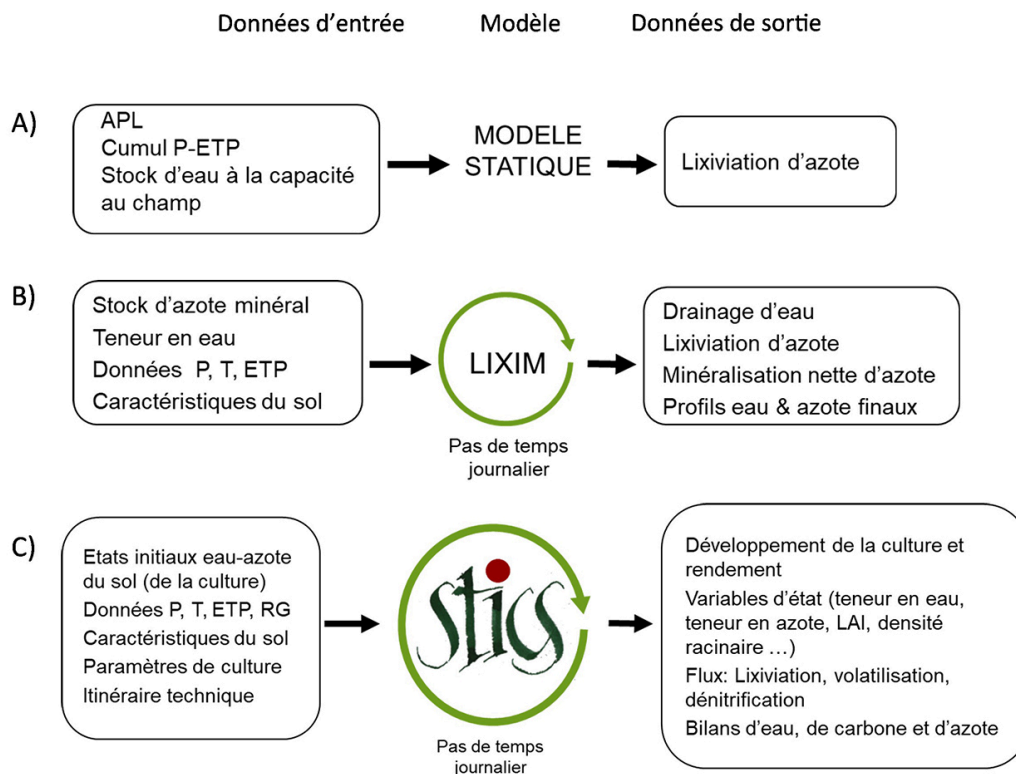 Données d'entrée Modèle Données de sortie
A)
APL
Cumul P-ETP
Stock d'eau à la capacité
au champ
MODELE
STATIQUE
Lixiviation d'azote
B)
Stock d'azote minéral
Teneur en eau
Données P, T, ETP
Caractéristiques du sol
LIXIM
Pas de temps
journalier
Drainage d'eau
Lixiviation d'azote
Minéralisation nette d'azote
Profils eau & azote finaux
C)
Etats initiaux eau-azote
du sol (de la culture)
Données P, T, ETP, RG
Caractéristiques du sol
Paramètres de culture
Itinéraire technique
stics
Pas de temps
journalier
Développement de la culture et
rendement
Variables d'état (teneur en eau,
teneur en azote, LAI, densité
racinaire ...)
Flux: Lixiviation, volatilisation,
dénitrification
Bilans d'eau, de carbone et d'azote